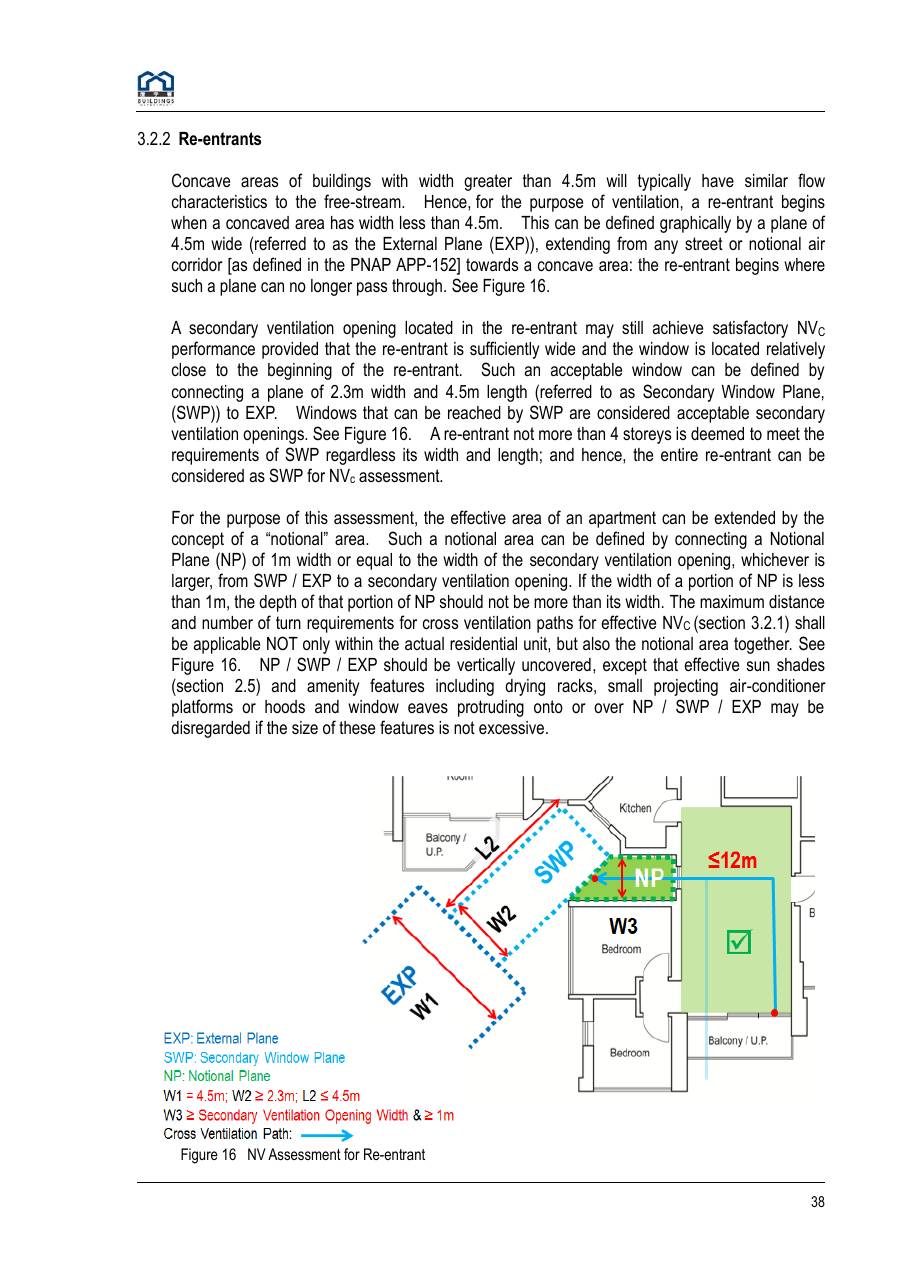 BUILDINGS
3.2.2 Re-entrants
Concave areas of buildings with width greater than 4.5m will typically have similar flow
characteristics to the free-stream. Hence, for the purpose of ventilation, a re-entrant begins
when a concaved area has width less than 4.5m. This can be defined graphically by a plane of
4.5m wide (referred to as the External Plane (EXP)), extending from any street or notional air
corridor [as defined in the PNAP APP-152] towards a concave area: the re-entrant begins where
such a plane can no longer pass through. See Figure 16.
A secondary ventilation opening located in the re-entrant may still achieve satisfactory NVC
performance provided that the re-entrant is sufficiently wide and the window is located relatively
close to the beginning of the re-entrant. Such an acceptable window can be defined by
connecting a plane of 2.3m width and 4.5m length (referred to as Secondary Window Plane,
(SWP)) to EXP. Windows that can be reached by SWP are considered acceptable secondary
ventilation openings. See Figure 16. A re-entrant not more than 4 storeys is deemed to meet the
requirements of SWP regardless its width and length; and hence, the entire re-entrant can be
considered as SWP for NVc assessment.
For the purpose of this assessment, the effective area of an apartment can be extended by the
concept of a “notional” area. Such a notional area can be defined by connecting a Notional
Plane (NP) of 1m width or equal to the width of the secondary ventilation opening, whichever is
larger, from SWP / EXP to a secondary ventilation opening. If the width of a portion of NP is less
than 1m, the depth of that portion of NP should not be more than its width. The maximum distance
and number of turn requirements for cross ventilation paths for effective NVC (section 3.2.1) shall
be applicable NOT only within the actual residential unit, but also the notional area together. See
Figure 16. NP / SWP / EXP should be vertically uncovered, except that effective sun shades
(section 2.5) and amenity features including drying racks, small projecting air-conditioner
platforms or hoods and window eaves protruding onto or over NP / SWP / EXP may be
disregarded if the size of these features is not excessive.
Room
Kitchen
Balcony /
U.P.
L2
SWP
≤12m
NP
W2
W3
Bedroom
B
EXP
W1
Balcony / U.P.
Bedroom
EXP: External Plane
SWP: Secondary Window Plane
NP: Notional Plane
W1 = 4.5m; W2 ≥ 2.3m; L2 ≤ 4.5m
W3 ≥ Secondary Ventilation Opening Width & ≥ 1m
Cross Ventilation Path:
Figure 16 NV Assessment for Re-entrant
38